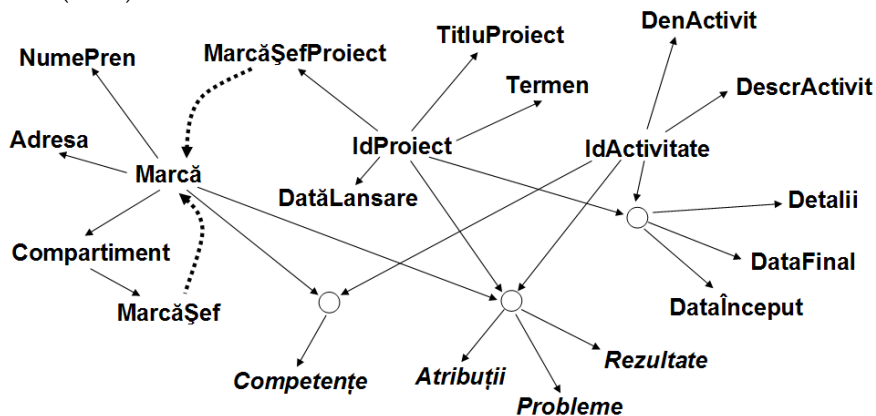 DenActivit
TitluProiect
NumePren
MarcăŞefProiect
Termen
DescrActivit
Adresa
IdProiect
IdActivitate
Marcă
DatăLansare
Detalii
Compartiment
DataFinal
DataÎnceput
MarcăŞef
Rezultate
Competențe
Atribuții
Probleme